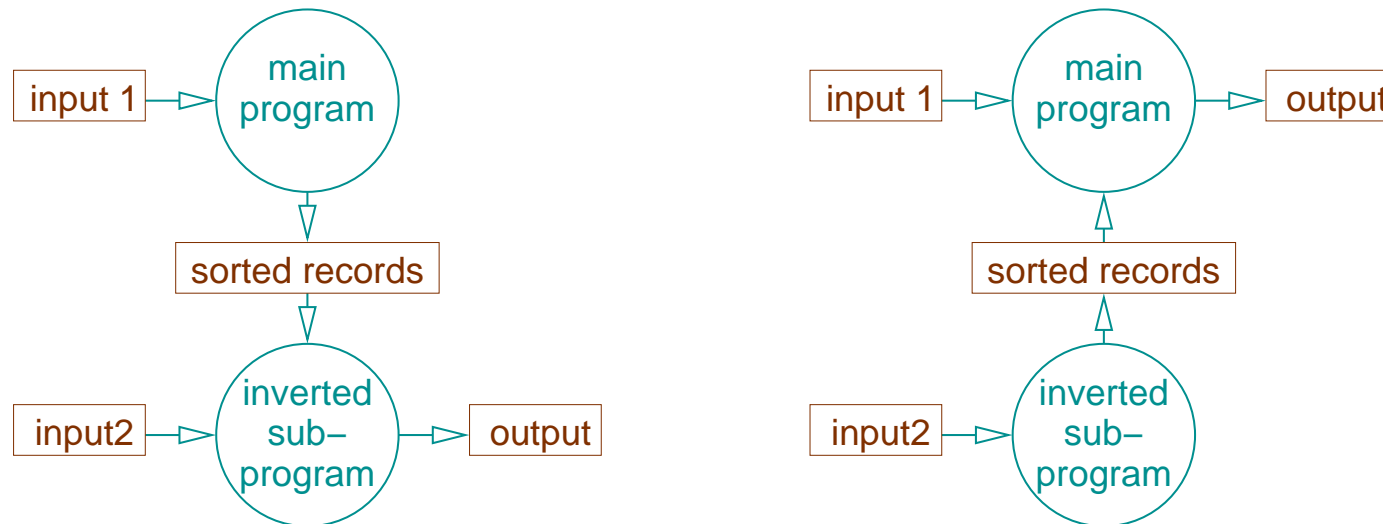 main
program
input 1
sorted records
inverted
sub–
program
input2
output
main
program
input 1
output
sorted records
inverted
sub–
program
input2